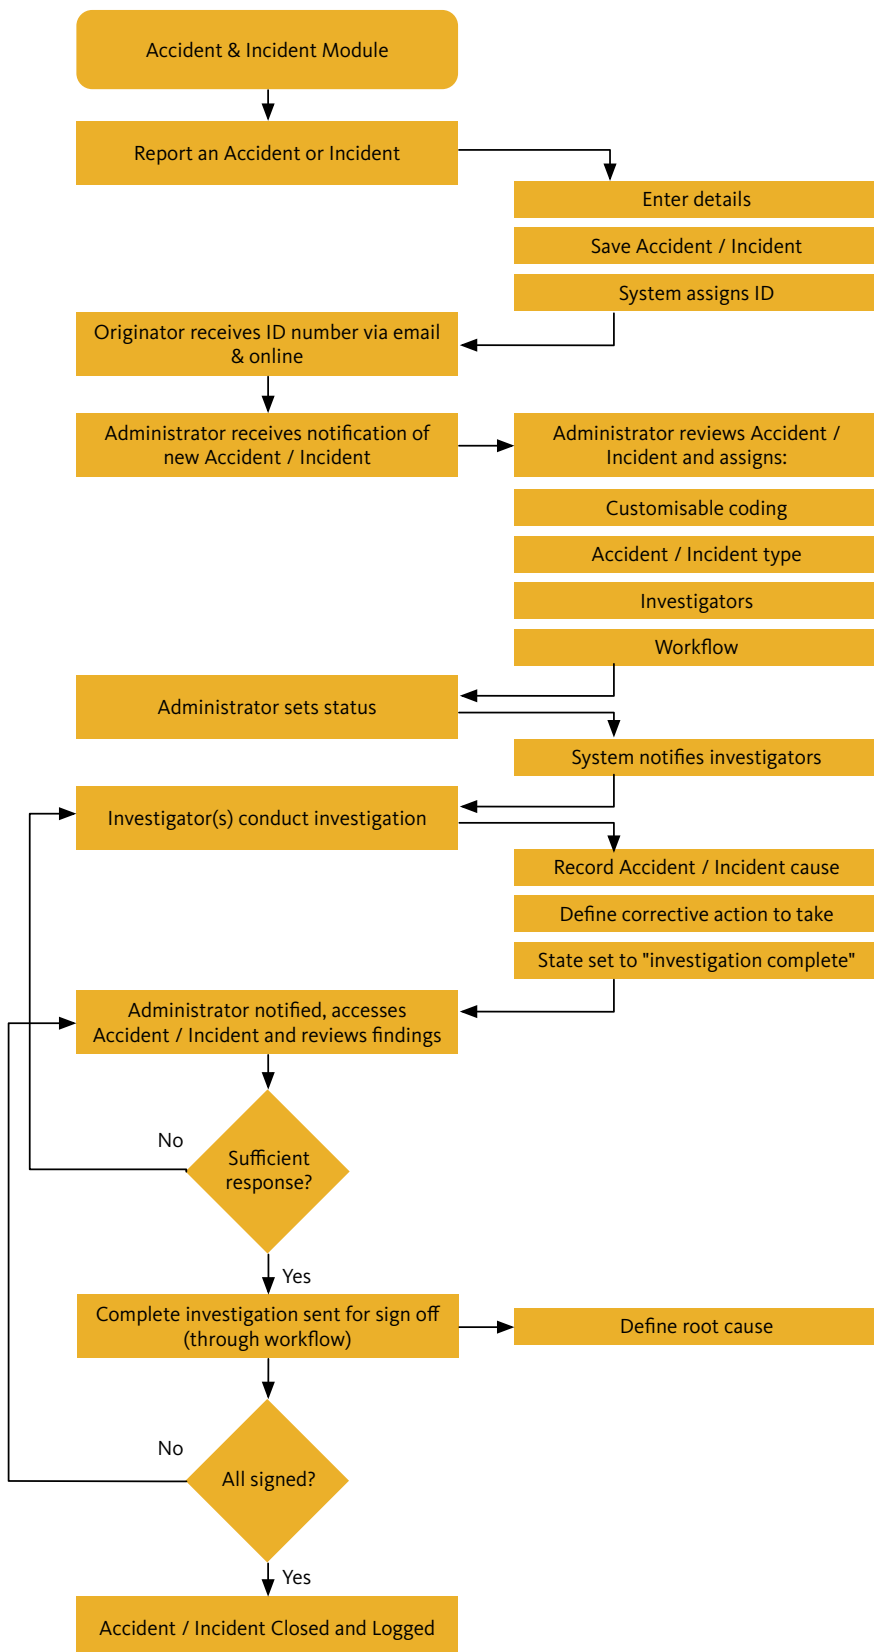 Accident & Incident Module
Report an Accident or Incident
Enter details
Save Accident / Incident
System assigns ID
Originator receives ID number via email
& online
Administrator receives notification of
new Accident / Incident
Administrator reviews Accident /
Incident and assigns:
Customisable coding
Accident / Incident type
Investigators
Workflow
Administrator sets status
System notifies investigators
Investigator(s) conduct investigation
Record Accident / Incident cause
Define corrective action to take
State set to "investigation complete"
Administrator notified, accesses
Accident / Incident and reviews findings
No
Sufficient
response?
Yes
Complete investigation sent for sign off
(through workflow)
Define root cause
No
All signed?
Yes
Accident / Incident Closed and Logged